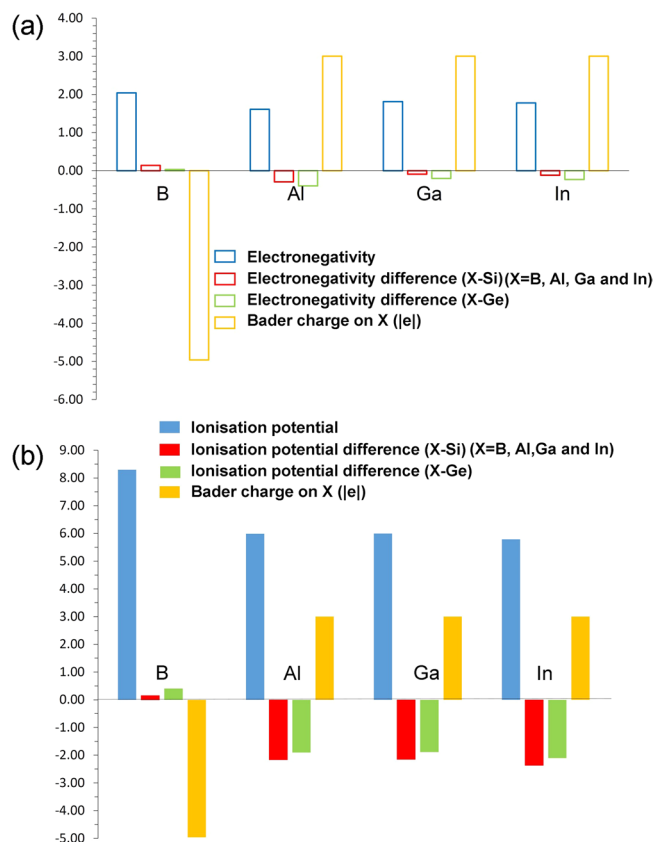 (a)
4.00
3.00
2.00
1.00
0.00
-1.00
-2.00
-3.00
-4.00
-5.00
-6.00
B Al Ga In
Electronegativity
Electronegativity difference (X-Si)(X=B, Al, Ga and In)
Electronegativity difference (X-Ge)
Bader charge on X (|e|)
(b)
Ionisation potential
Ionisation potential difference (X-Si) (X=B, Al,Ga and In)
Ionisation potential difference (X-Ge)
Bader charge on X (|e|)
9.00
8.00
7.00
6.00
5.00
4.00
3.00
2.00
1.00
0.00
-1.00
-2.00
-3.00
-4.00
-5.00
B Al Ga In